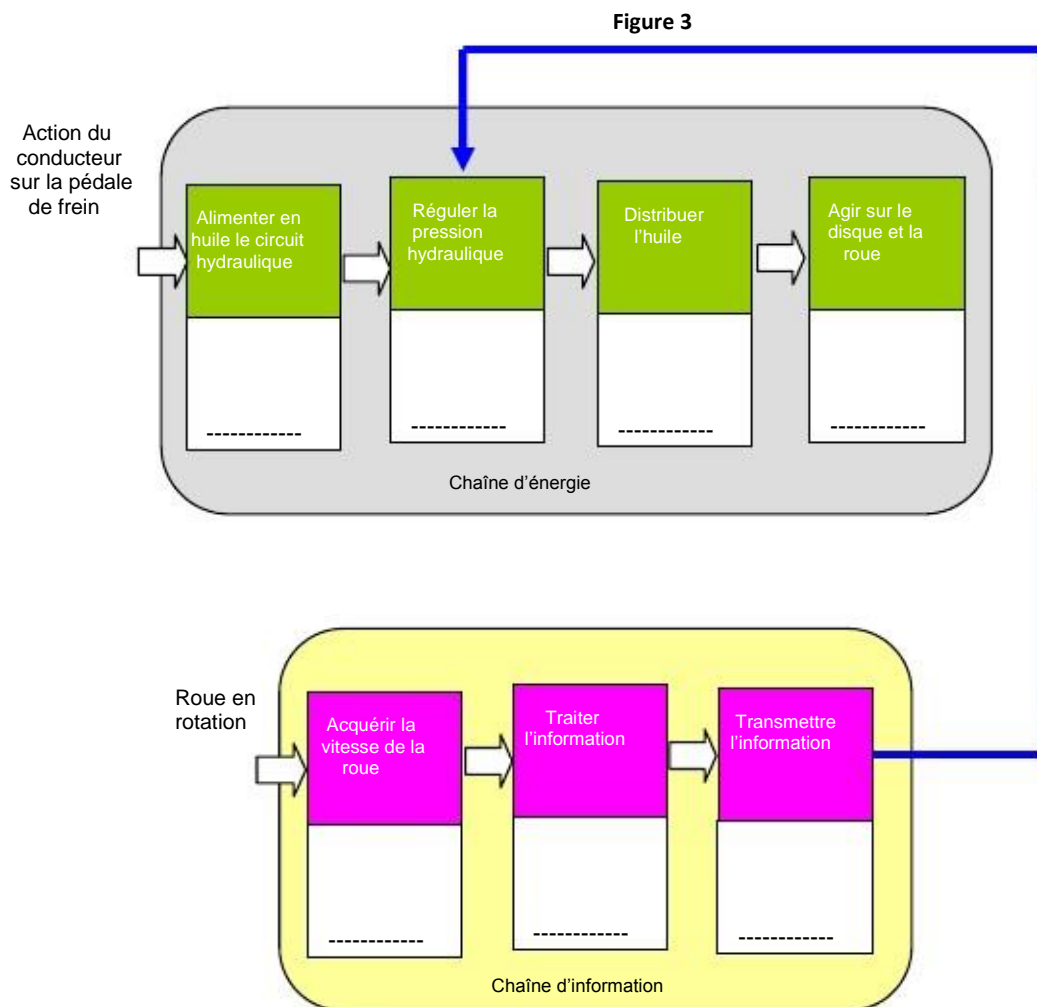 Figure 3
Action du
conducteur
sur la pédale
de frein
Alimenter en
huile le circuit
hydraulique
Réguler la
pression
hydraulique
Distribuer
l'huile
Agir sur le
disque et la
roue
------------
------------
------------
------------
Chaîne d'énergie
Roue en
rotation
Acquérir la
vitesse de la
roue
Traiter
l'information
Transmettre
l'information
------------
------------
------------
Chaîne d'information